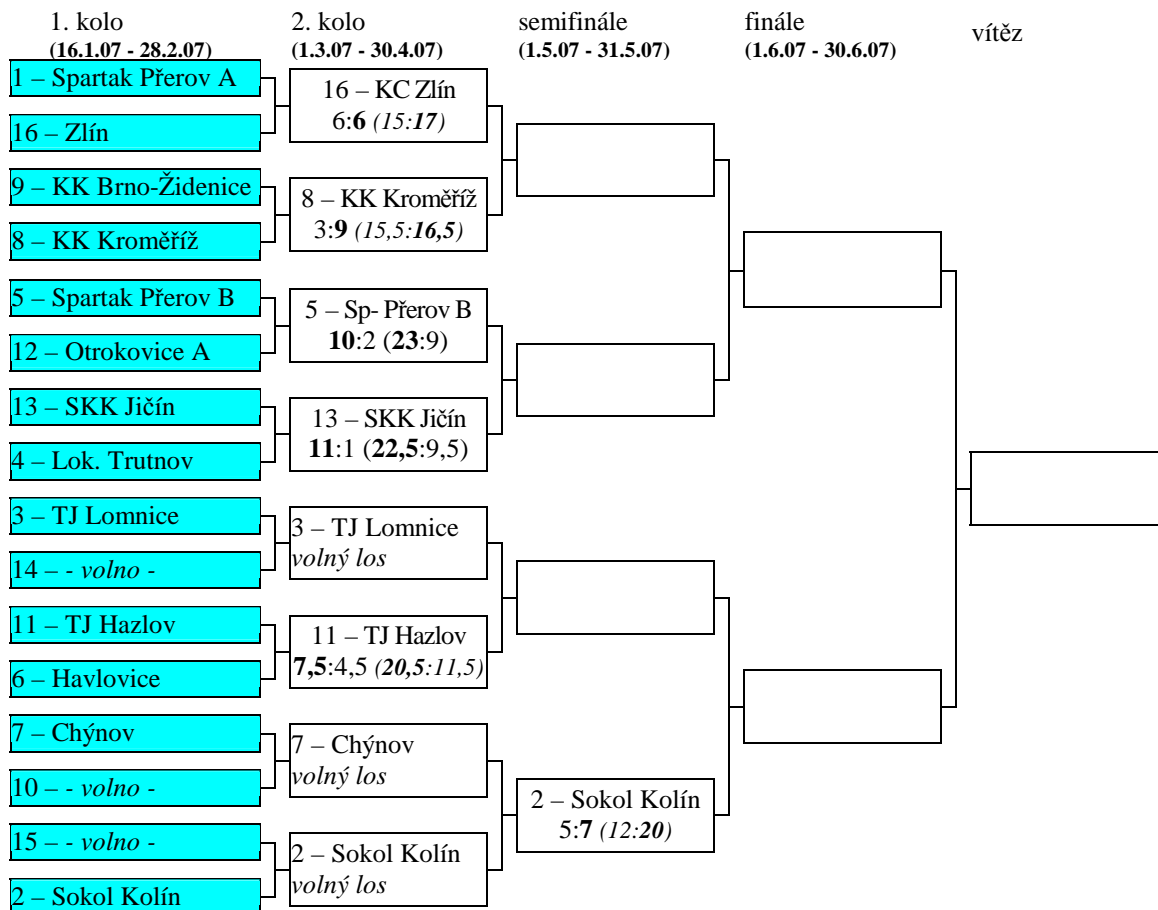 1. kolo
(16.1.07 - 28.2.07)
2. kolo
(1.3.07 - 30.4.07)
semifinále
(1.5.07 - 31.5.07)
finále
(1.6.07 - 30.6.07)
vítěz
1 – Spartak Přerov A
16 – Zlín
9 – KK Brno-Židenice
8 – KK Kroměříž
5 – Spartak Přerov B
12 – Otrokovice A
13 – SKK Jičín
4 – Lok. Trutnov
3 – TJ Lomnice
14 – - volno -
11 – TJ Hazlov
6 – Havlovice
7 – Chýnov
10 – - volno -
15 – - volno -
2 – Sokol Kolín
16 – KC Zlín
6:6 (15:17)
8 – KK Kroměříž
3:9 (15,5:16,5)
5 – Sp- Přerov B
10:2 (23:9)
13 – SKK Jičín
11:1 (22,5:9,5)
3 – TJ Lomnice
volný los
11 – TJ Hazlov
7,5:4,5 (20,5:11,5)
7 – Chýnov
volný los
2 – Sokol Kolín
volný los
2 – Sokol Kolín
5:7 (12:20)